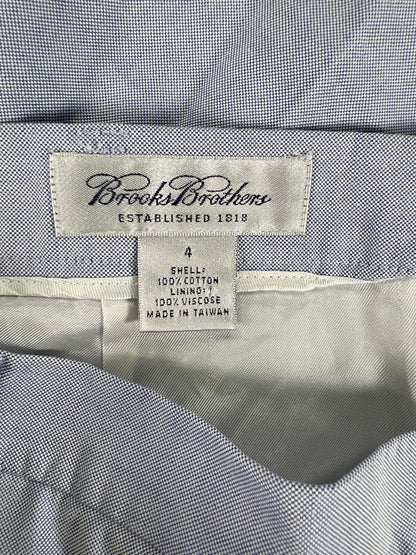 Brooks Brothers
ESTABLISHED 1818
4
SHELL:
100% COTTON
LINING:
100% VISCOSE
MADE IN TAIWAN